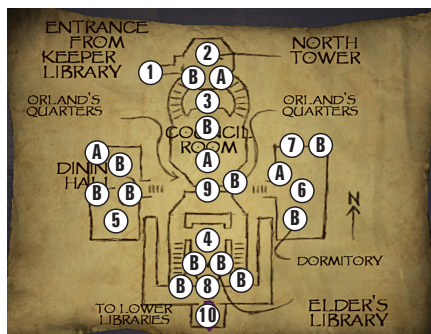 ENTRANCE
FROM
KEEPER
LIBRARY
NORTH
TOWER
2
1
B
A
3
ORLAND'S
QUARTERS
ORLAND'S
QUARTERS
B
COUNCIL
ROOM
A
A
B
DINING
HALL
B
B
5
7
B
A
6
B
9
B
N
4
B
B
DORMITORY
B
8
B
10
TO LOWER
LIBRARIES
ELDER'S
LIBRARY